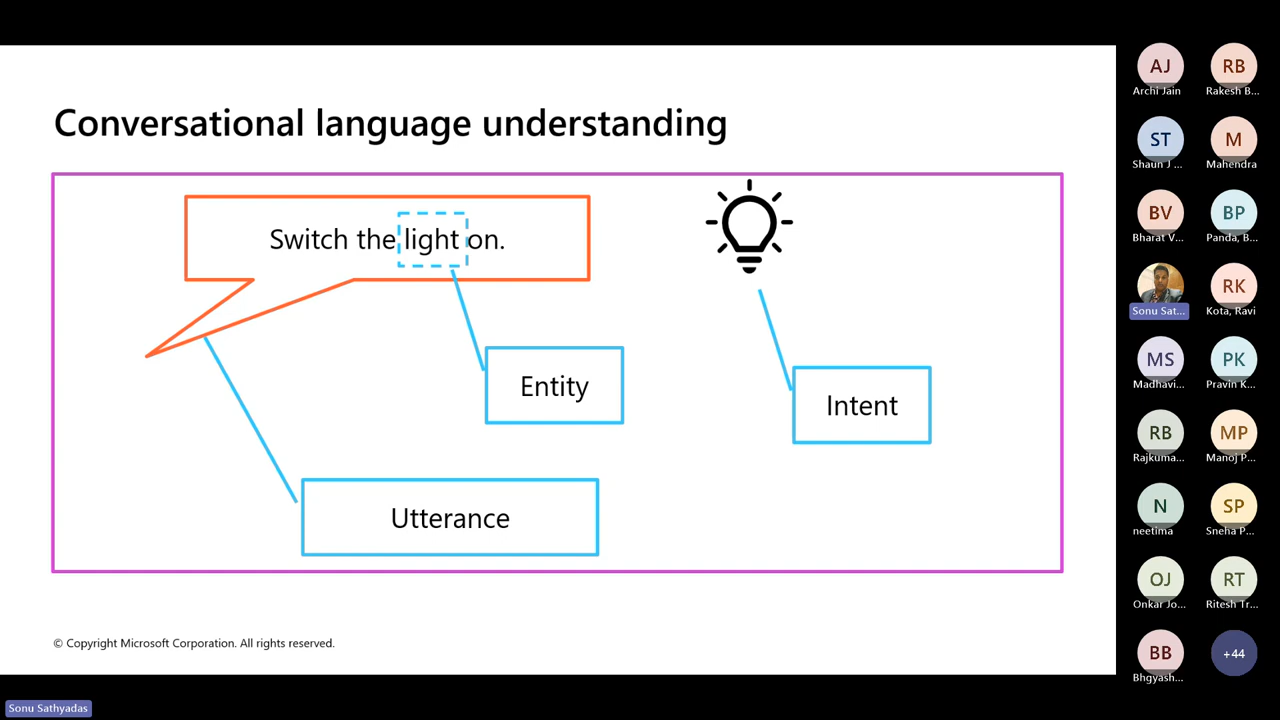 Conversational language understanding
Switch the light on.
Entity
Intent
Utterance
© Copyright Microsoft Corporation. All rights reserved.
Sonu Sathyadas
AJ
Archi Jain
RB
Rakesh B...
ST
Shaun J ...
M
Mahendra
BV
Bharat V...
BP
Panda, B...
Sonu Sat...
RK
Kota, Ravi
MS
Madhavi...
PK
Pravin K...
RB
Rajkuma...
MP
Manoj P...
N
neetima
SP
Sneha P...
OJ
Onkar Jo...
RT
Ritesh Tr...
BB
Bhgyash...
+44